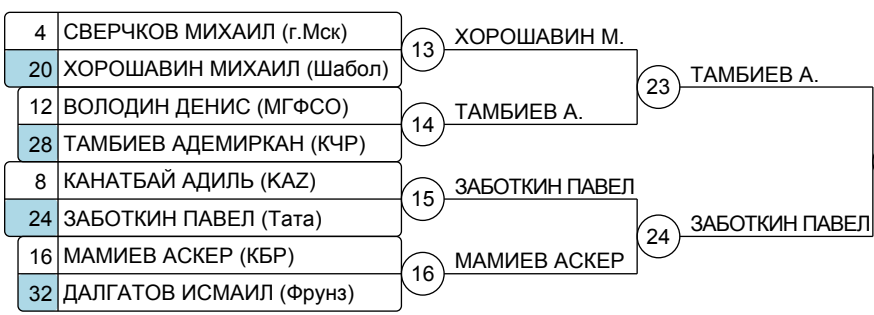 4 СВЕРЧКОВ МИХАИЛ (г.Мск)
20 ХОРОШАВИН МИХАИЛ (Шабол)
12 ВОЛОДИН ДЕНИС (МГФСО)
28 ТАМБИЕВ АДЕМИРКАН (КЧР)
8 КАНАТБАЙ АДИЛЬ (KAZ)
24 ЗАБОТКИН ПАВЕЛ (Тата)
16 МАМИЕВ АСКЕР (КБР)
32 ДАЛГАТОВ ИСМАИЛ (Фрунз)
13 ХОРОШАВИН М.
14 ТАМБИЕВ А.
15 ЗАБОТКИН ПАВЕЛ
16 МАМИЕВ АСКЕР
23 ТАМБИЕВ А.
24 ЗАБОТКИН ПАВЕЛ